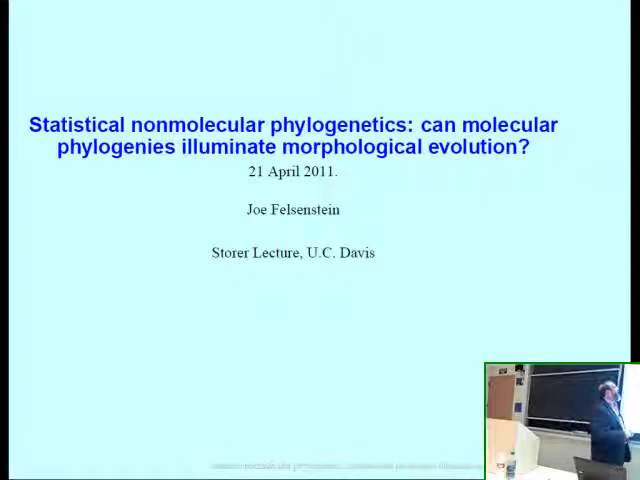 Statistical nonmolecular phylogenetics: can molecular
phylogenies illuminate morphological evolution?
21 April 2011.
Joe Felsenstein
Storer Lecture, U.C. Davis